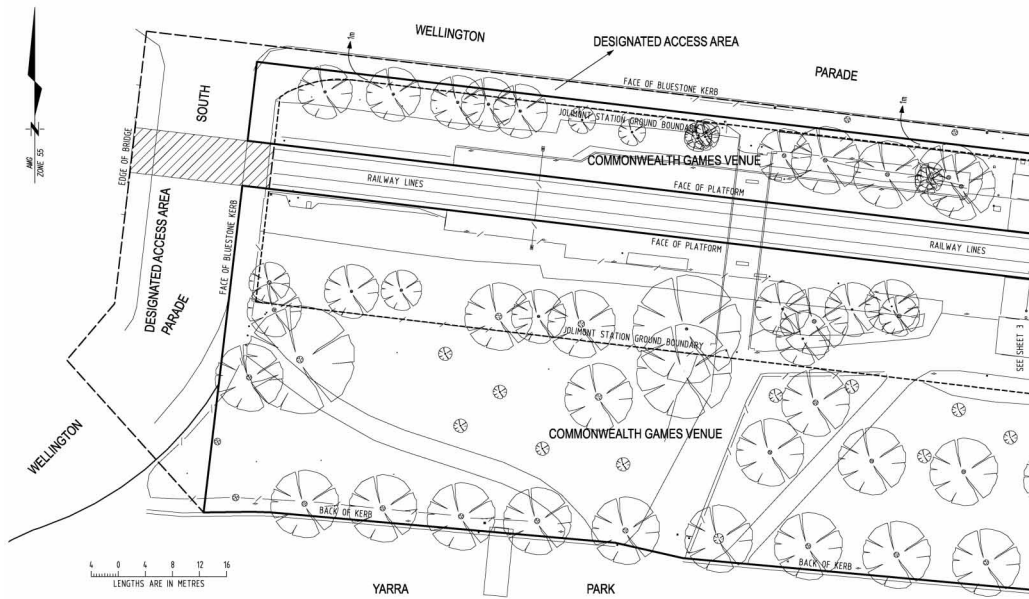 WELLINGTON
DESIGNATED ACCESS AREA
PARADE
1m
FACE OF BLUESTONE KERB
1m
SOUTH
JOLIMONT STATION GROUND BOUNDARY
COMMONWEALTH GAMES VENUE
AMG
ZONE 55
N
EDGE OF BRIDGE
RAILWAY LINES
FACE OF PLATFORM
FACE OF PLATFORM
RAILWAY LINES
FACE OF BLUESTONE KERB
DESIGNATED ACCESS AREA
PARADE
JOLIMONT STATION GROUND BOUNDARY
SEE SHEET 3
COMMONWEALTH GAMES VENUE
WELLINGTON
BACK OF KERB
BACK OF KERB
4 0 4 8 12 16
LENGTHS ARE IN METRES
YARRA
PARK